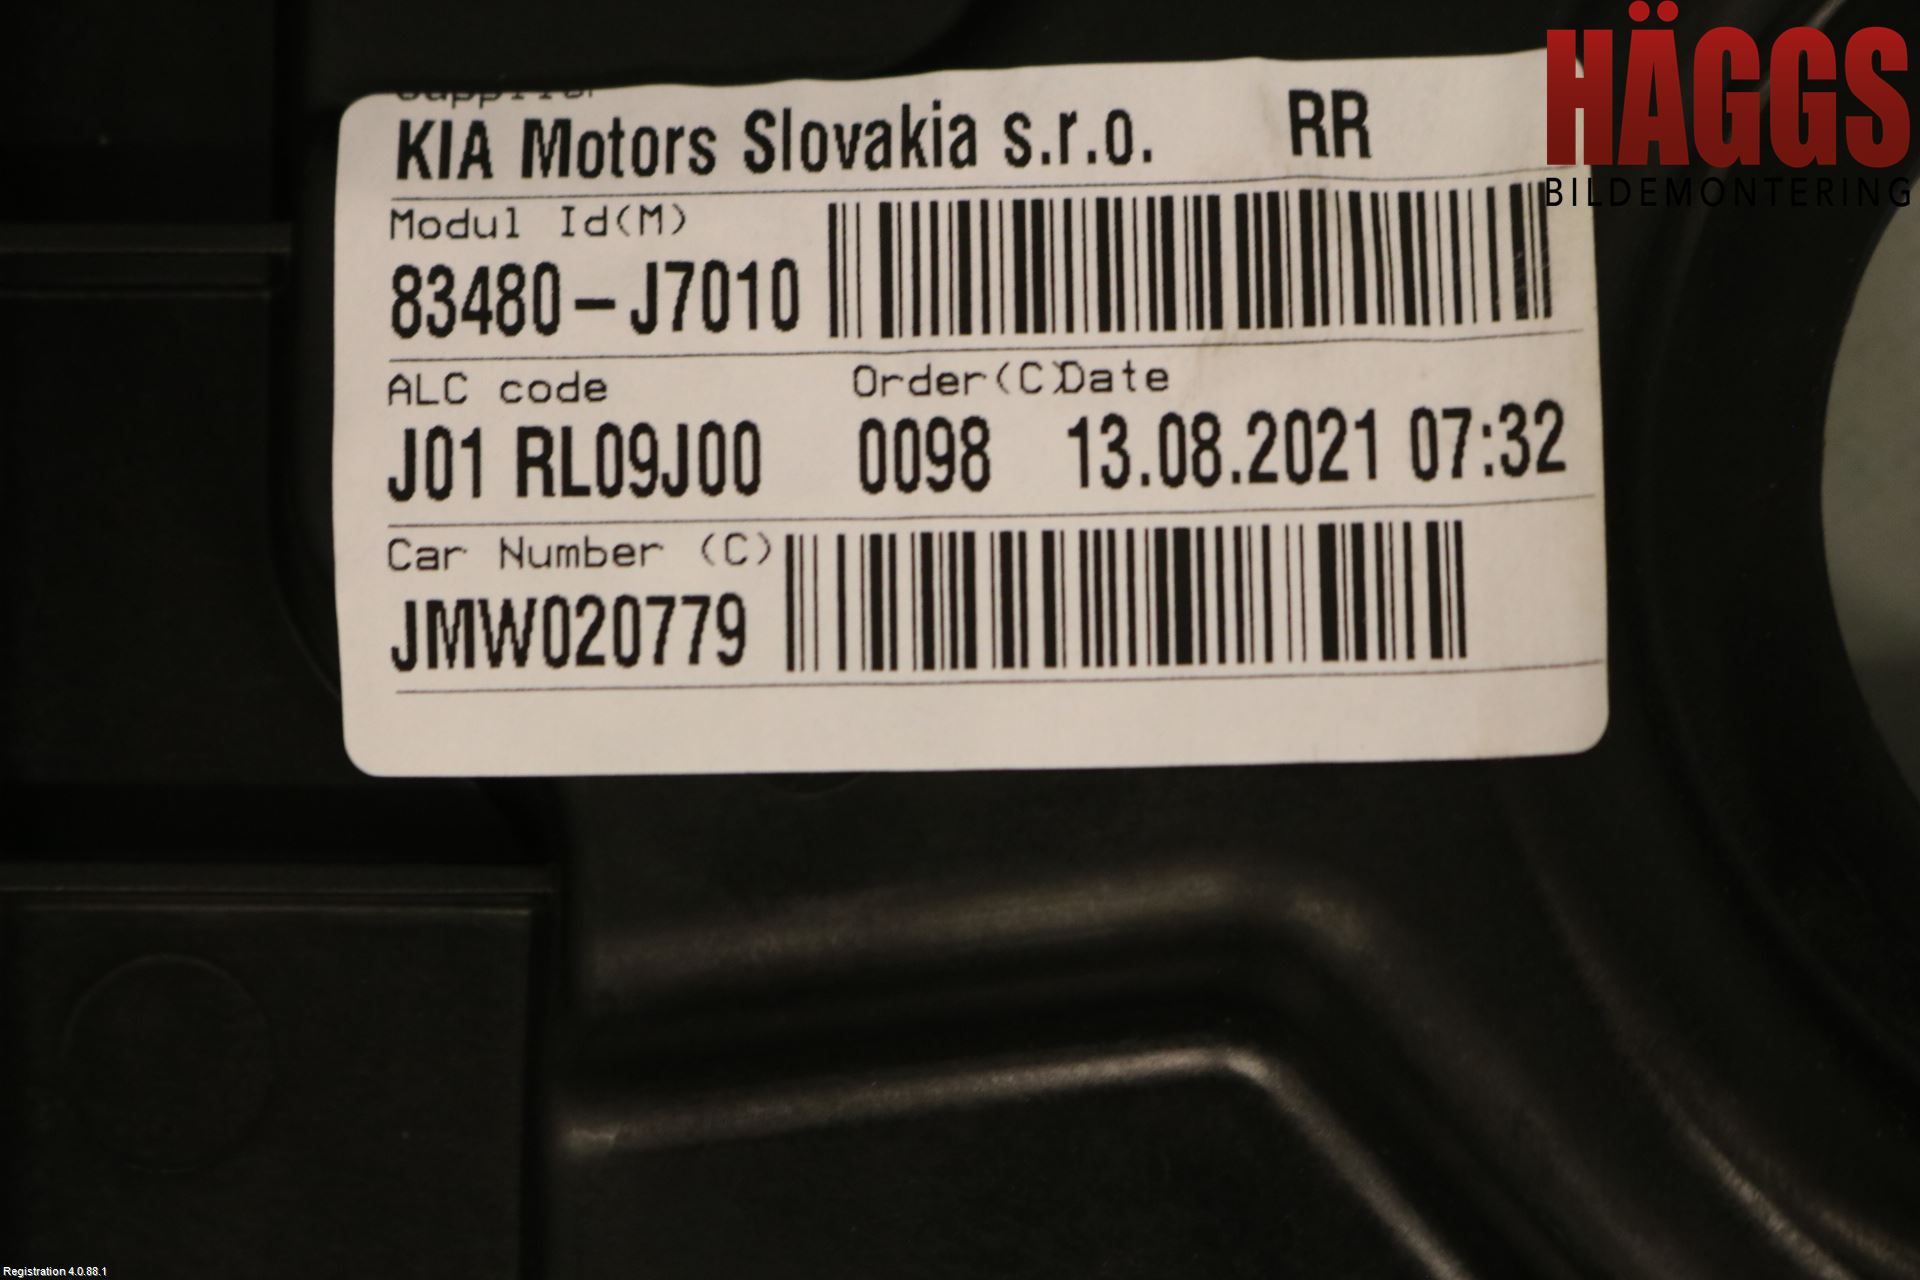 HÄGGS
BILDEMONTERING
Supplier
KIA Motors Slovakia s.r.o. RR
Modul Id(M)
83480-J7010
ALC code Order(C)Date
J01 RL09J00 0098 13.08.2021 07:32
Car Number (C)
JMW020779
Registration 4.0.88.1